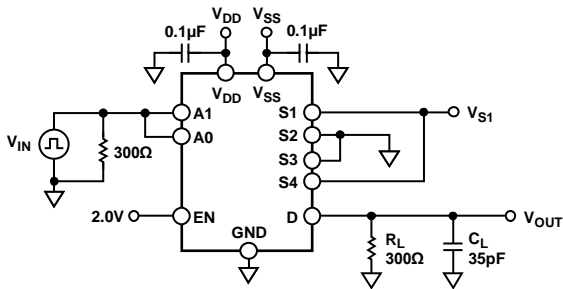 VDD VSS
0.1µF 0.1µF
VDD VSS
A1 S1 VS1
A0 S2
VIN 300Ω S3
S4
2.0V EN D VOUT
GND RL CL
300Ω 35pF